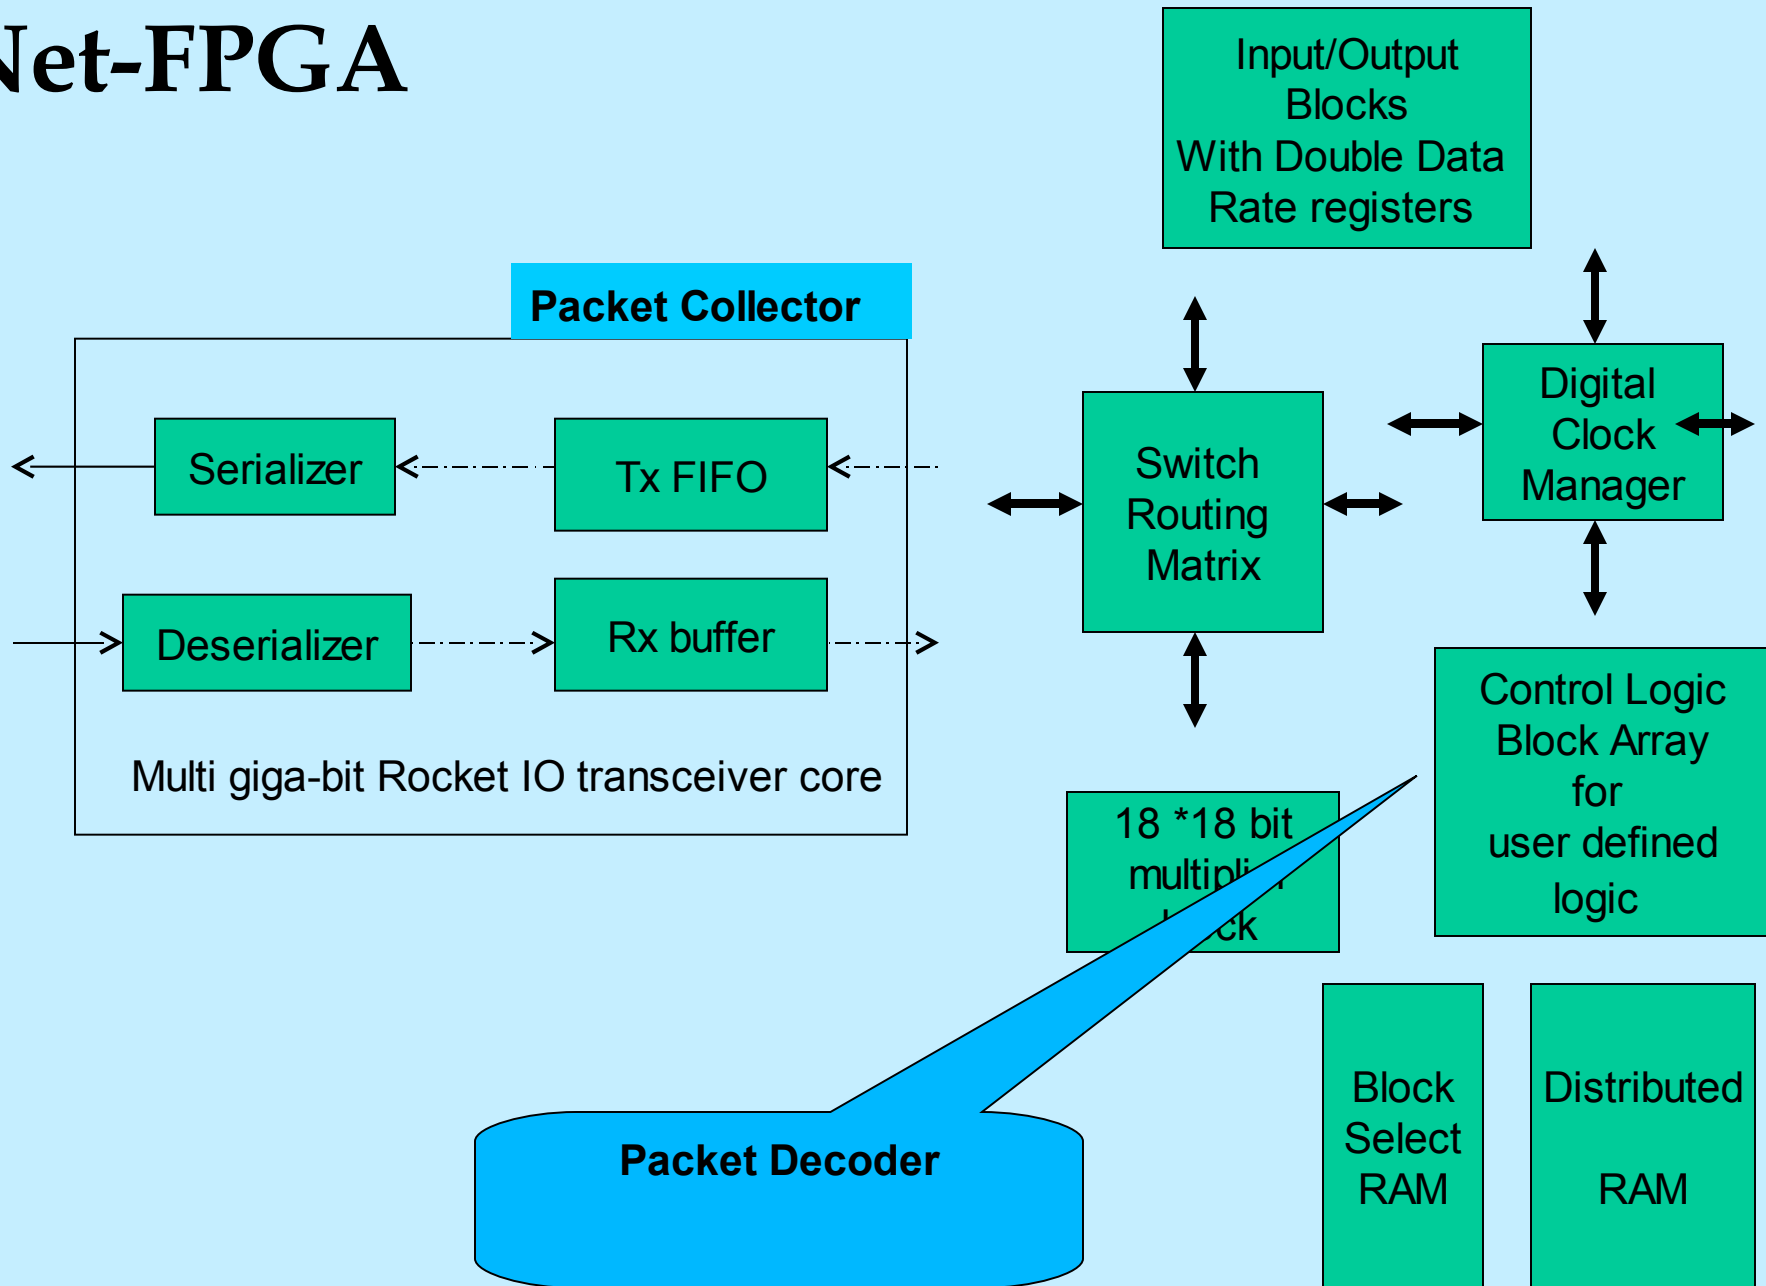 Net-FPGA
Input/Output
Blocks
With Double Data
Rate registers
Packet Collector
Serializer
Tx FIFO
Deserializer
Rx buffer
Multi giga-bit Rocket IO transceiver core
Switch
Routing
Matrix
Digital
Clock
Manager
Control Logic
Block Array
for
user defined
logic
18 *18 bit
Packet Decoder
Block
Select
RAM
Distributed
RAM